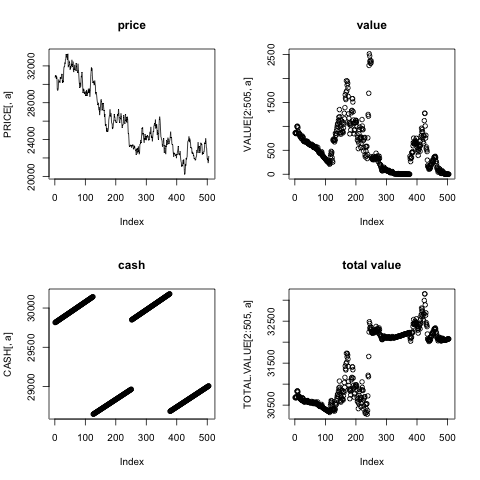 price
PRICE[, a]
20000 24000 28000 32000
0 100 200 300 400 500
Index
value
VALUE[2:505, a]
0 500 1500 2500
0 100 200 300 400 500
Index
cash
CASH[, a]
29000 29500 30000
0 100 200 300 400 500
Index
total value
TOTAL.VALUE[2:505, a]
30500 31500 32500
0 100 200 300 400 500
Index